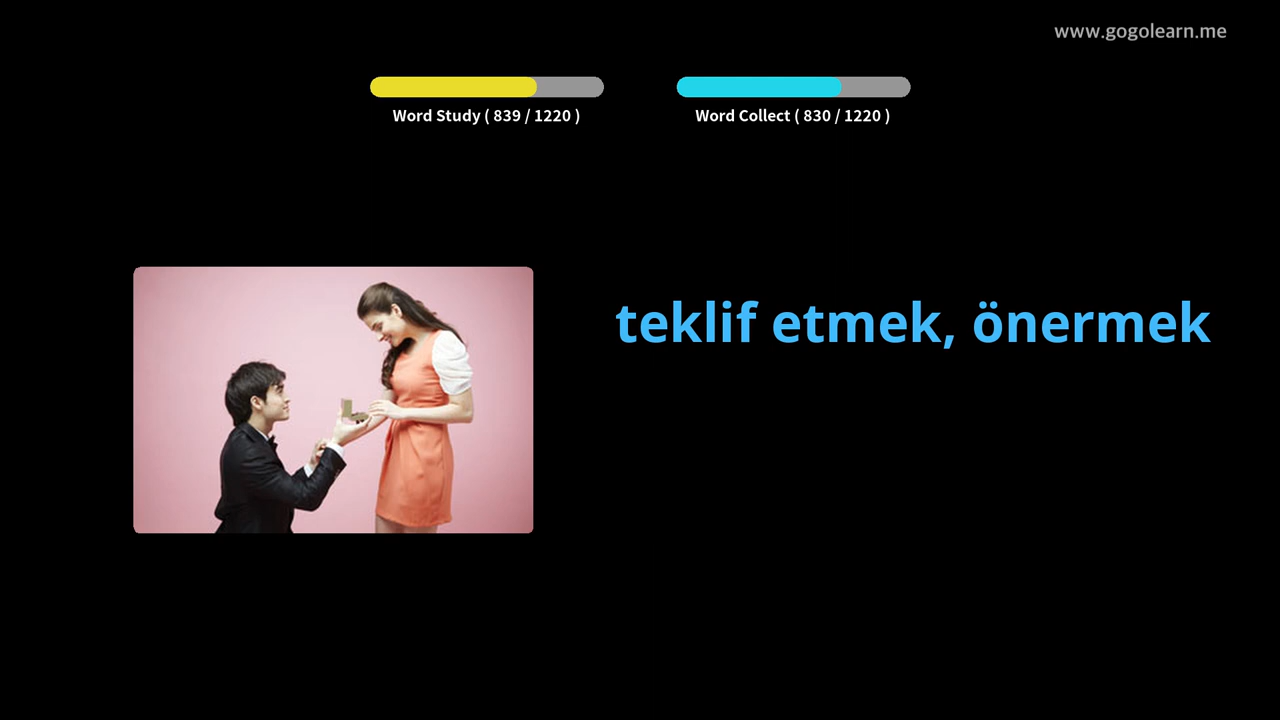 www.gogolearn.me
Word Study ( 839 / 1220 )
Word Collect ( 830 / 1220 )
teklif etmek, önermek